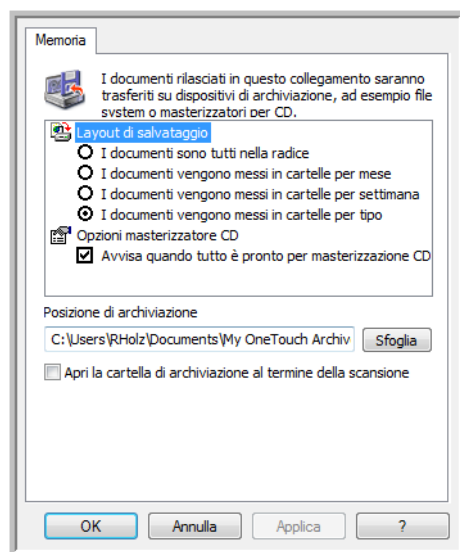 Memoria
I documenti rilasciati in questo collegamento saranno
trasferiti su dispositivi di archiviazione, ad esempio file
system o masterizzatori per CD.
Layout di salvataggio
I documenti sono tutti nella radice
I documenti vengono messi in cartelle per mese
I documenti vengono messi in cartelle per settimana
I documenti vengono messi in cartelle per tipo
Opzioni masterizzatore CD
Avvisa quando tutto è pronto per masterizzazione CD
Posizione di archiviazione
C:\Users\RHolz\Documents\My OneTouch Archiv
Sfoglia
Apri la cartella di archiviazione al termine della scansione
OK
Annulla
Applica
?